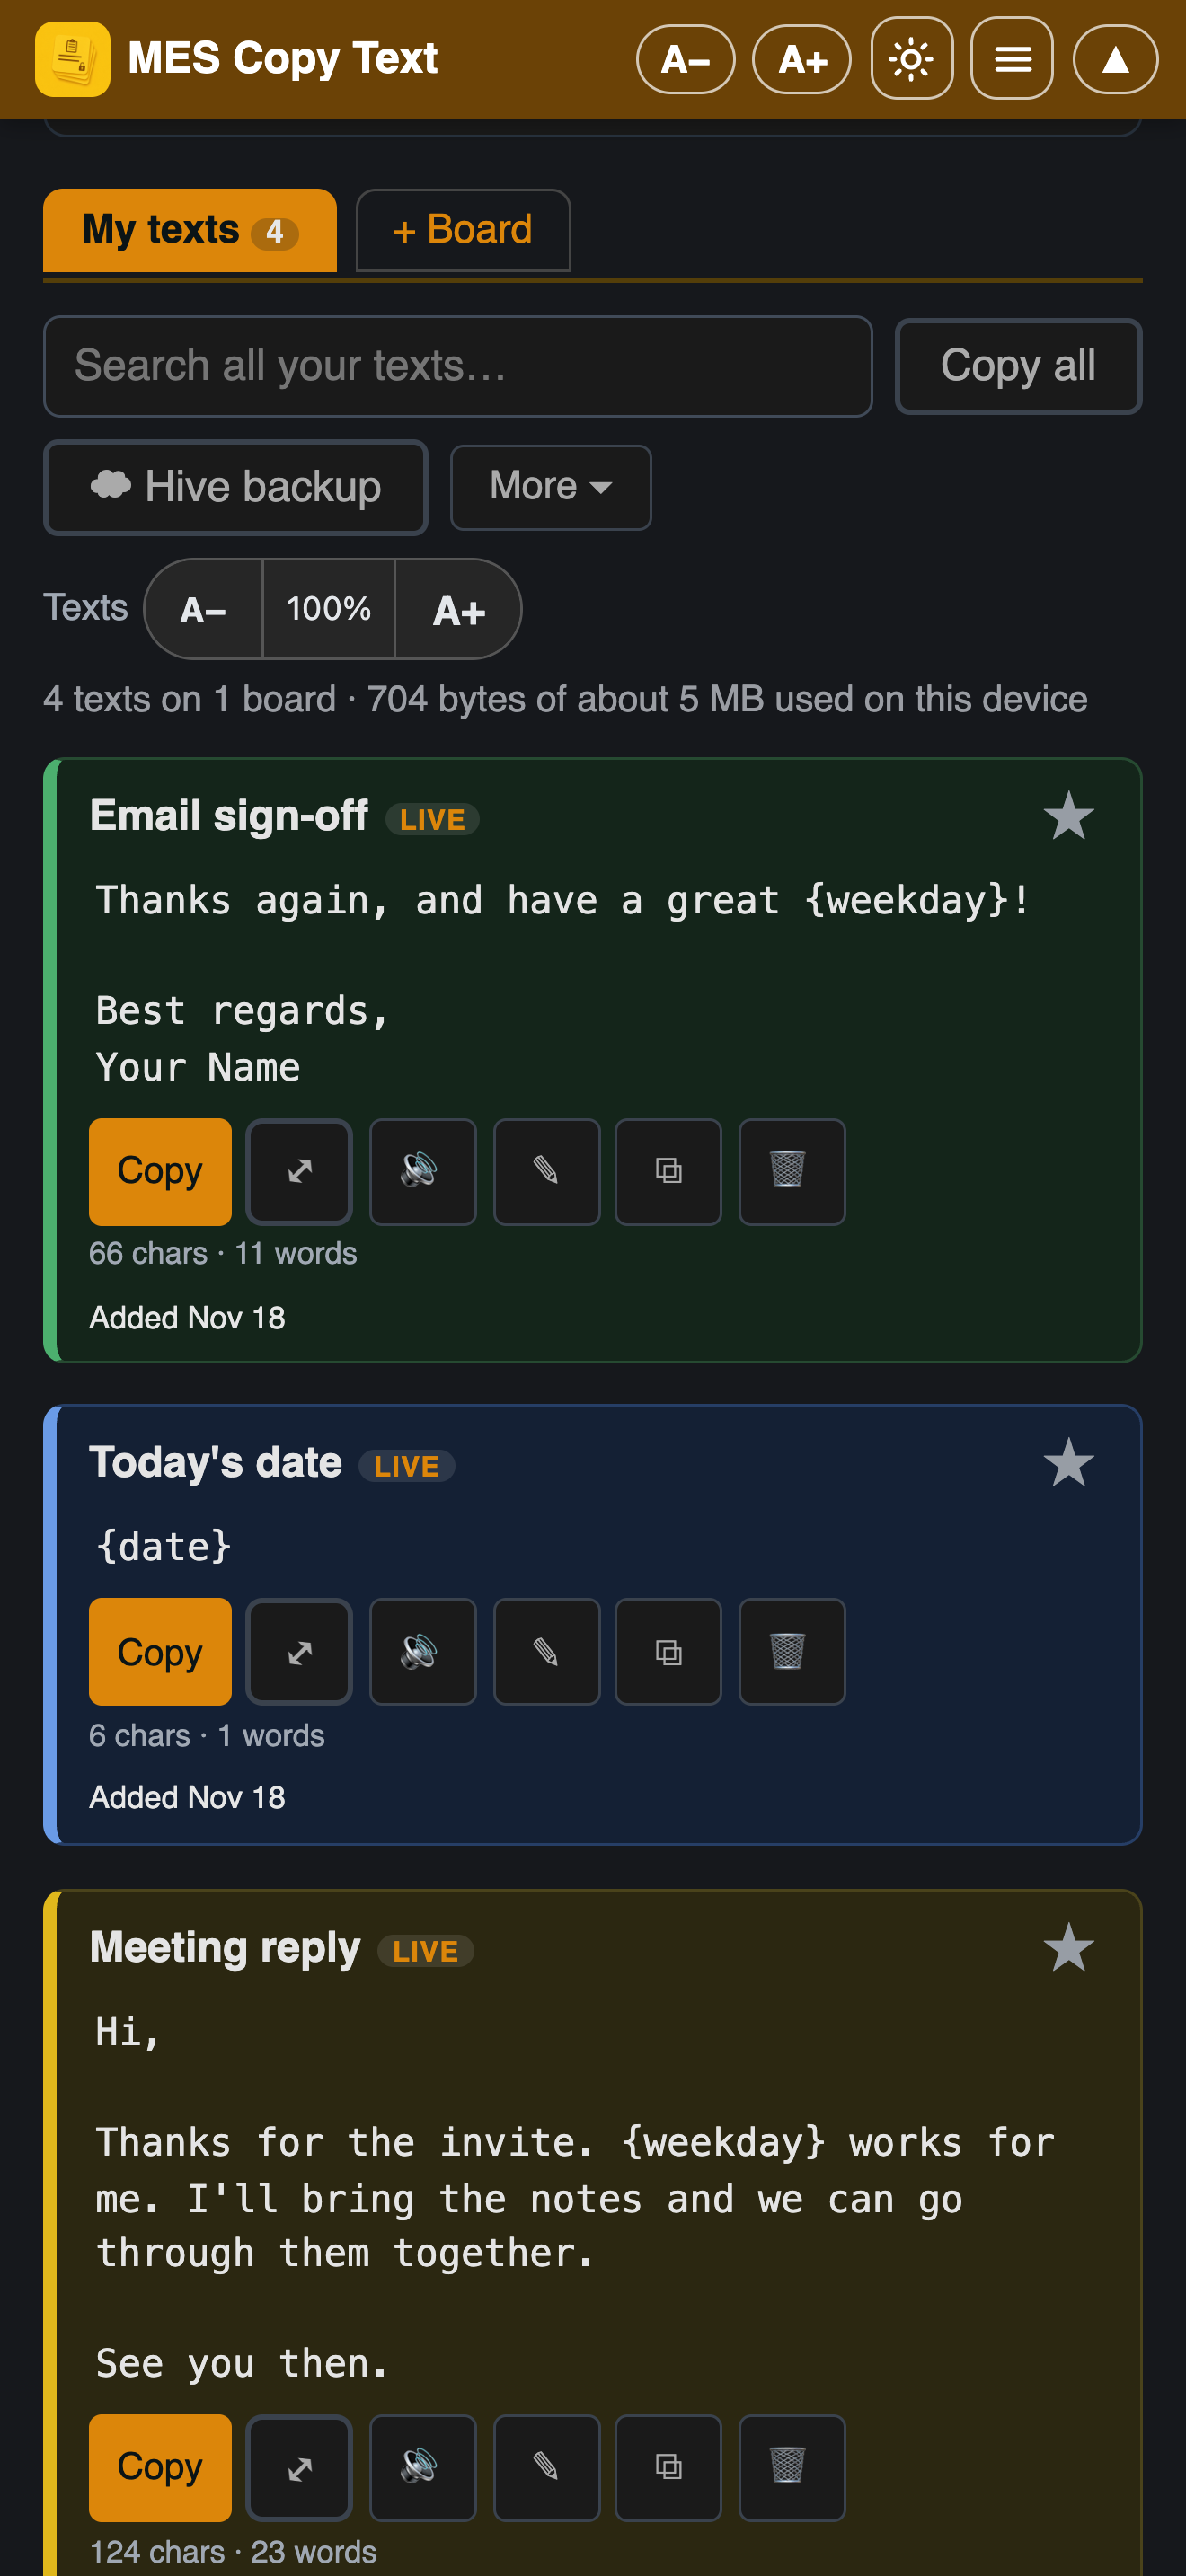 MES Copy Text A− A+ ▲
My texts 4 + Board
Search all your texts… Copy all
Hive backup More ▾
Texts A− 100% A+
4 texts on 1 board · 704 bytes of about 5 MB used on this device
Email sign-off LIVE ★
Thanks again, and have a great {weekday}!
Best regards,
Your Name
Copy
66 chars · 11 words
Added Nov 18
Today's date LIVE ★
{date}
Copy
6 chars · 1 words
Added Nov 18
Meeting reply LIVE ★
Hi,
Thanks for the invite. {weekday} works for
me. I'll bring the notes and we can go
through them together.
See you then.
Copy
124 chars · 23 words